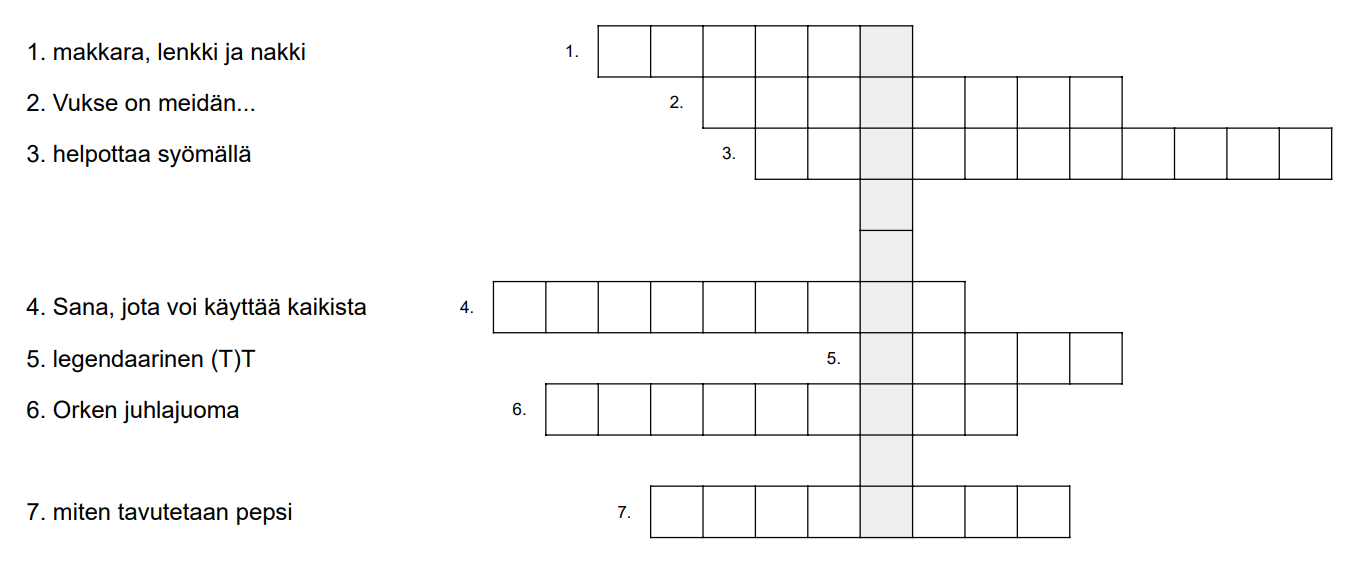 1. makkara, lenkki ja nakki
1.
2. Vukse on meidän...
2.
3. helpottaa syömällä
3.
4. Sana, jota voi käyttää kaikista
4.
5. legendaarinen (T)T
5.
6. Orken juhlajuoma
6.
7. miten tavutetaan pepsi
7.